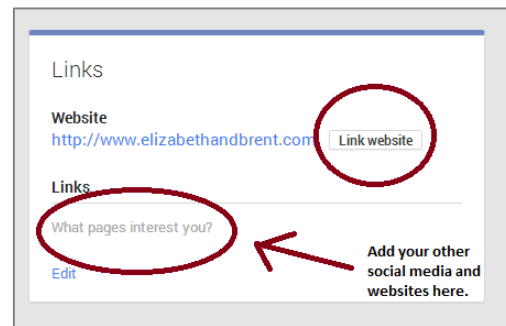 Links
Website
http://www.elizabethandbrent.com
Link website
Links
What pages interest you?
Add your other
social media and
websites here.
Edit